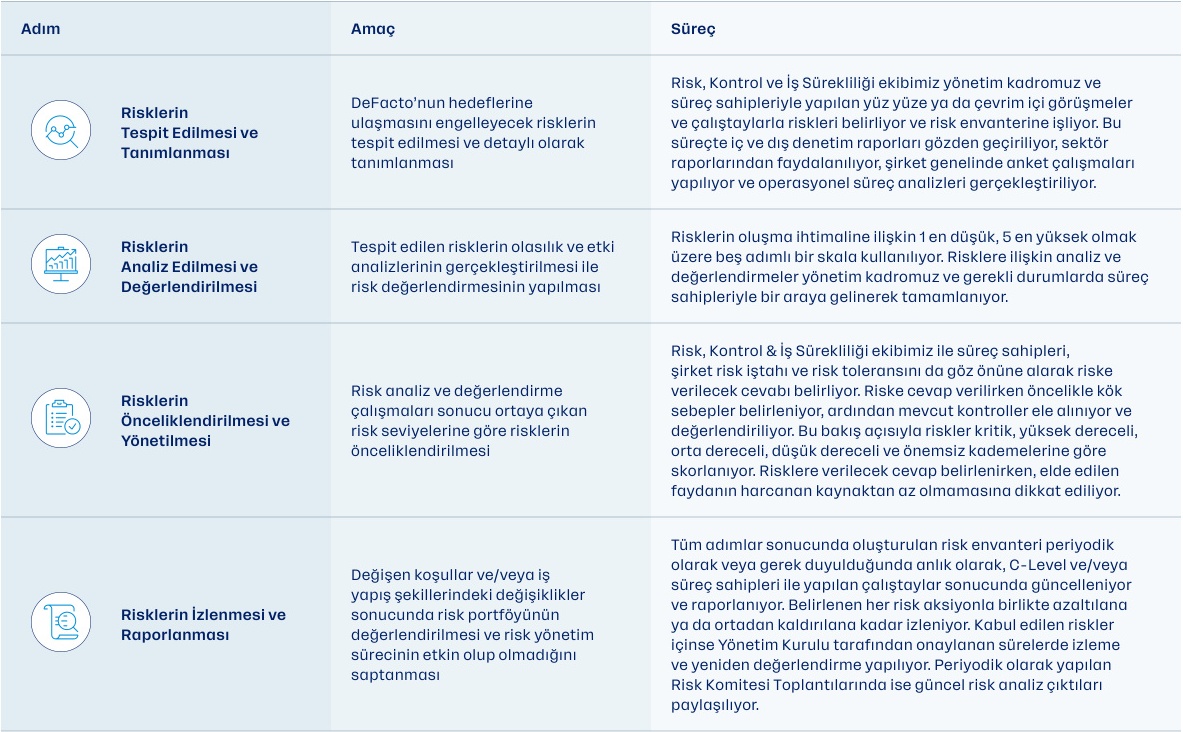 Adım
Amaç
Süreç
Risklerin
Tespit Edilmesi ve
Tanımlanması
DeFacto’nun hedeflerine
ulaşmasını engelleyecek risklerin
tespit edilmesi ve detaylı olarak
tanımlanması
Risk, Kontrol ve İş Sürekliliği ekibimiz yönetim kadromuz ve
süreç sahipleriyle yapılan yüz yüze ya da çevrim içi görüşmeler
ve çalıştaylarla riskleri belirliyor ve risk envanterine işliyor. Bu
süreçte iç ve dış denetim raporları gözden geçiriliyor, sektör
raporlarından faydalanılıyor, şirket genelinde anket çalışmaları
yapılıyor ve operasyonel süreç analizleri gerçekleştiriliyor.
Risklerin
Analiz Edilmesi ve
Değerlendirilmesi
Tespit edilen risklerin olasılık ve etki
analizlerinin gerçekleştirilmesi ile
risk değerlendirmesinin yapılması
Risklerin oluşma ihtimaline ilişkin 1 en düşük, 5 en yüksek olmak
üzere beş adımlı bir skala kullanılıyor. Risklere ilişkin analiz ve
değerlendirmeler yönetim kadromuz ve gerekli durumlarda süreç
sahipleriyle bir araya gelinerek tamamlanıyor.
Risklerin
Önceliklendirilmesi ve
Yönetilmesi
Risk analiz ve değerlendirme
çalışmaları sonucu ortaya çıkan
risk seviyelerine göre risklerin
önceliklendirilmesi
Risk, Kontrol & İş Sürekliliği ekibimiz ile süreç sahipleri,
şirket risk iştahı ve risk toleransını da göz önüne alarak riske
verilecek cevabı belirliyor. Riske cevap verilirken öncelikle kök
sebepler belirleniyor, ardından mevcut kontroller ele alınıyor ve
değerlendiriliyor. Bu bakış açısıyla riskler kritik, yüksek dereceli,
orta dereceli, düşük dereceli ve önemsiz kademelerine göre
skorlanıyor. Risklere verilecek cevap belirlenirken, elde edilen
faydanın harcanan kaynaktan az olmamasına dikkat ediliyor.
Risklerin İzlenmesi ve
Raporlanması
Değişen koşullar ve/veya iş
yapış şekillerindeki değişiklikler
sonucunda risk portföyünün
değerlendirilmesi ve risk yönetim
sürecinin etkin olup olmadığını
saptanması
Tüm adımlar sonucunda oluşturulan risk envanteri periyodik
olarak veya gerek duyulduğunda anlık olarak, C-Level ve/veya
süreç sahipleri ile yapılan çalıştaylar sonucunda güncelleniyor
ve raporlanıyor. Belirlenen her risk aksiyonla birlikte azaltılana
ya da ortadan kaldırılana kadar izleniyor. Kabul edilen riskler
içinse Yönetim Kurulu tarafından onaylanan sürelerde izleme
ve yeniden değerlendirme yapılıyor. Periyodik olarak yapılan
Risk Komitesi Toplantılarında ise güncel risk analiz çıktıları
paylaşılıyor.